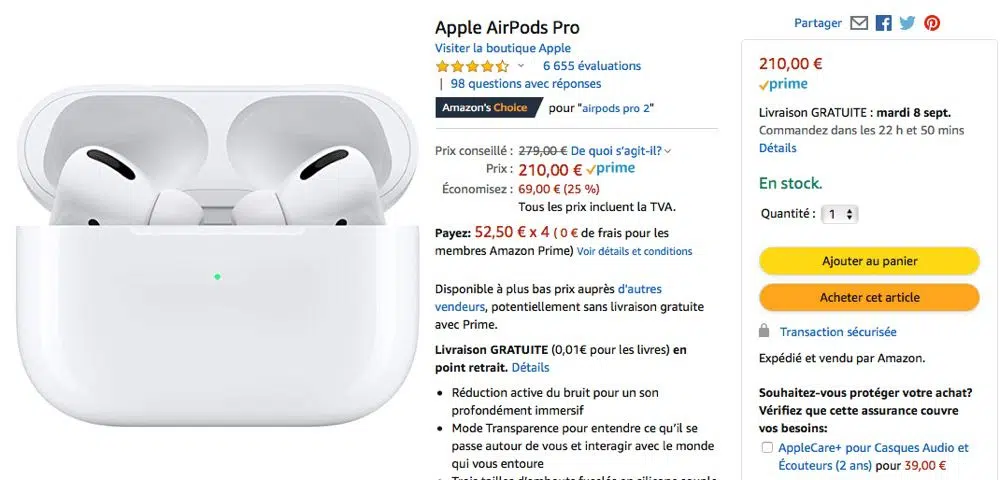 Apple AirPods Pro
Visiter la boutique Apple
6 655 évaluations
| 98 questions avec réponses
Amazon's Choice pour "airpods pro 2"
Prix conseillé : 279,00 € De quoi s'agit-il?
Prix : 210,00 € prime
Économisez : 69,00 € (25 %)
Tous les prix incluent la TVA.
Payez: 52,50 € x 4 ( 0 € de frais pour les
membres Amazon Prime) Voir détails et conditions
Disponible à plus bas prix auprès d'autres
vendeurs, potentiellement sans livraison gratuite
avec Prime.
Livraison GRATUITE (0,01€ pour les livres) en
point retrait. Détails
• Réduction active du bruit pour un son
profondément immersif
• Mode Transparence pour entendre ce qu'il se
passe autour de vous et interagir avec le monde
qui vous entoure
• Trois tailles d'embouts fuselés en silicone souple
Partager
210,00 €
prime
Livraison GRATUITE : mardi 8 sept.
Commandez dans les 22 h et 50 mins
Détails
En stock.
Quantité : 1
Ajouter au panier
Acheter cet article
Transaction sécurisée
Expédié et vendu par Amazon.
Souhaitez-vous protéger votre achat?
Vérifiez que cette assurance couvre
vos besoins:
AppleCare+ pour Casques Audio et
Écouteurs (2 ans) pour 39,00 €